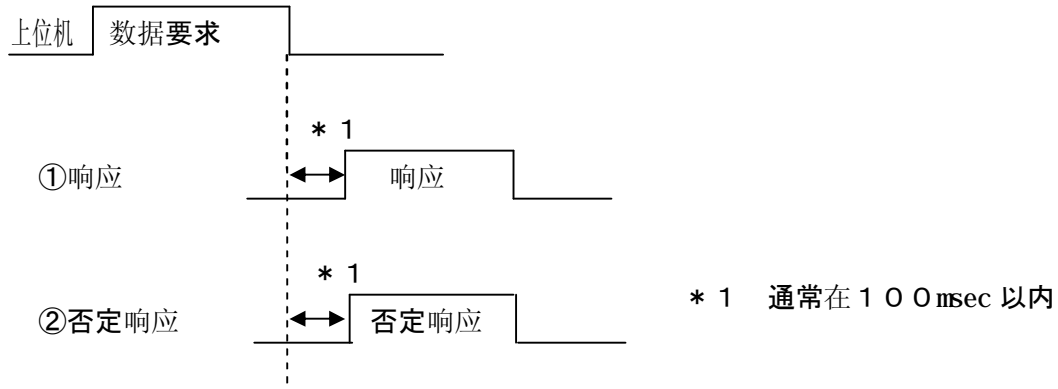 上位机 数据要求
＊１
①响应 响应
＊１
＊１ 通常在１００msec 以内
②否定响应 否定响应